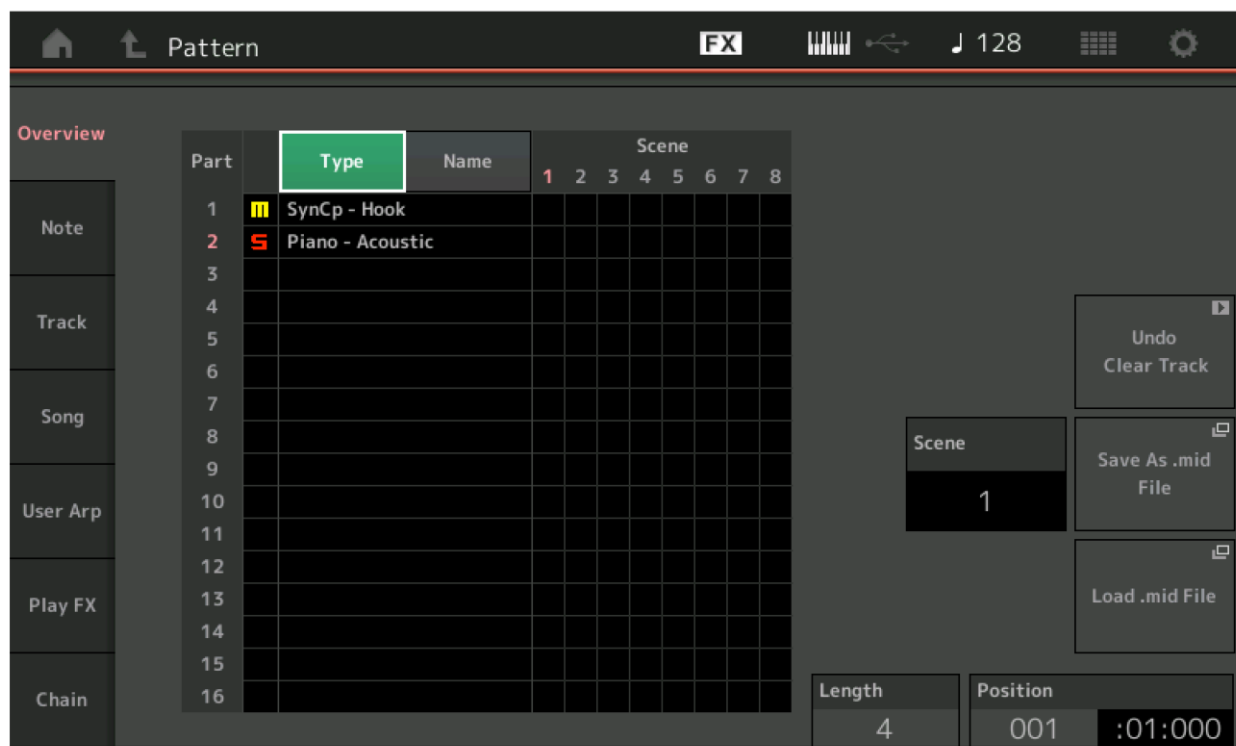 Pattern FX ♩ 128
Overview
Note
Track
Song
User Arp
Play FX
Chain
Part Type Name Scene
1 2 3 4 5 6 7 8
1 M SynCp - Hook
2 S Piano - Acoustic
3
4
5
6
7
8
9
10
11
12
13
14
15
16
Undo
Clear Track
Scene
1
Save As .mid
File
Load .mid File
Length
4
Position
001 :01:000